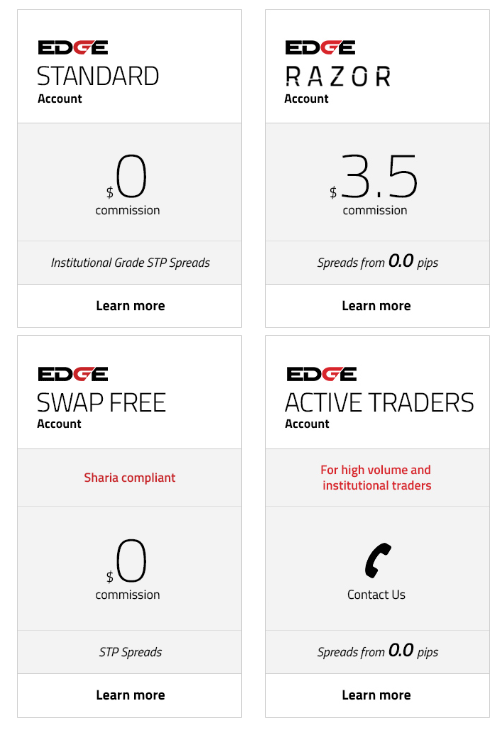 EDGE
STANDARD
Account
$0
commission
Institutional Grade STP Spreads
Learn more
EDGE
RAZOR
Account
$3.5
commission
Spreads from 0.0 pips
Learn more
EDGE
SWAP FREE
Account
Sharia compliant
$0
commission
STP Spreads
Learn more
EDGE
ACTIVE TRADERS
Account
For high volume and
institutional traders
Contact Us
Spreads from 0.0 pips
Learn more